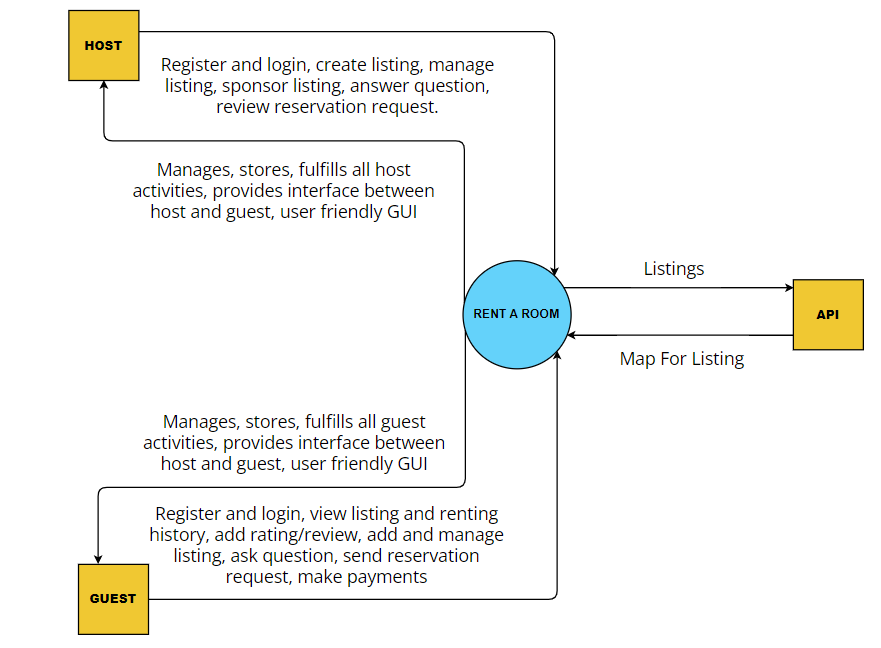 HOST
Register and login, create listing, manage
listing, sponsor listing, answer question,
review reservation request.
Manages, stores, fulfills all host
activities, provides interface between
host and guest, user friendly GUI
Listings
RENT A ROOM
API
Map For Listing
Manages, stores, fulfills all guest
activities, provides interface between
host and guest, user friendly GUI
Register and login, view listing and renting
history, add rating/review, add and manage
listing, ask question, send reservation
request, make payments
GUEST